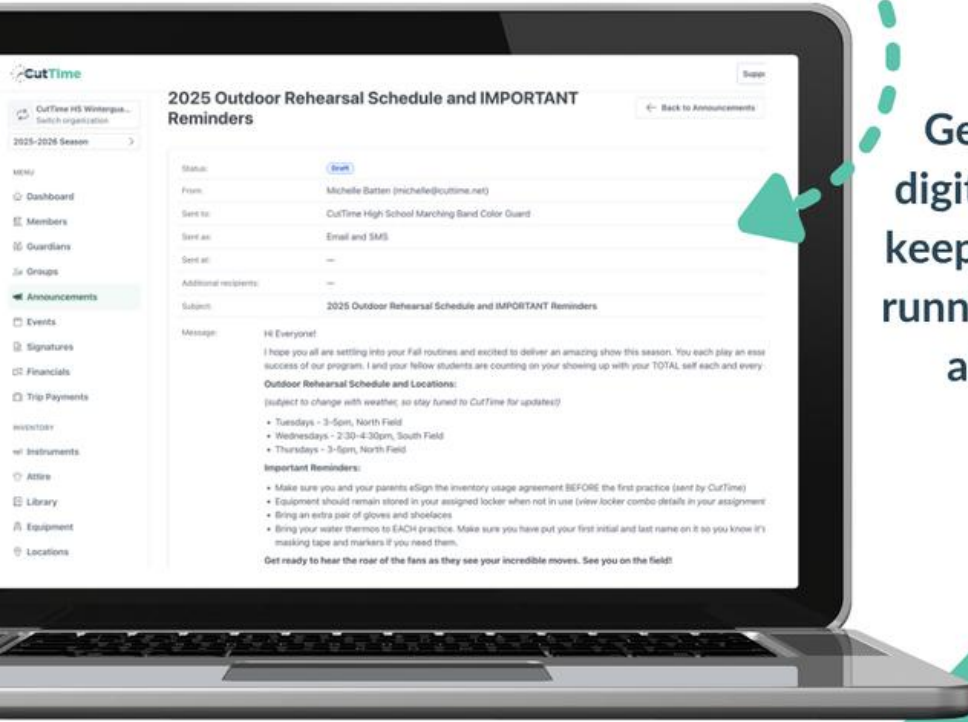 CutTime
CutTime HS Wintergua...
Switch organization
2025-2026 Season
MENU
Dashboard
Members
Guardians
Groups
Announcements
Events
Signatures
Financials
Trip Payments
INVENTORY
Instruments
Attire
Library
Equipment
Locations
Suppo
2025 Outdoor Rehearsal Schedule and IMPORTANT
Reminders
← Back to Announcements
Status: Draft
From: Michelle Batten (michelle@cuttime.net)
Sent to: CutTime High School Marching Band Color Guard
Sent as: Email and SMS
Sent at: —
Additional recipients: —
Subject: 2025 Outdoor Rehearsal Schedule and IMPORTANT Reminders
Message: Hi Everyone!
I hope you all are settling into your Fall routines and excited to deliver an amazing show this season. You each play an esse
success of our program. I and your fellow students are counting on your showing up with your TOTAL self each and every
Outdoor Rehearsal Schedule and Locations:
(subject to change with weather, so stay tuned to CutTime for updates!)
• Tuesdays - 3-5pm, North Field
• Wednesdays - 2:30-4:30pm, South Field
• Thursdays - 3-5pm, North Field
Important Reminders:
• Make sure you and your parents eSign the inventory usage agreement BEFORE the first practice (sent by CutTime)
• Equipment should remain stored in your assigned locker when not in use (view locker combo details in your assignment
• Bring an extra pair of gloves and shoelaces
• Bring your water thermos to EACH practice. Make sure you have put your first initial and last name on it so you know it's
masking tape and markers if you need them.
Get ready to hear the roar of the fans as they see your incredible moves. See you on the field!
Ge
digit
keep
runn
a